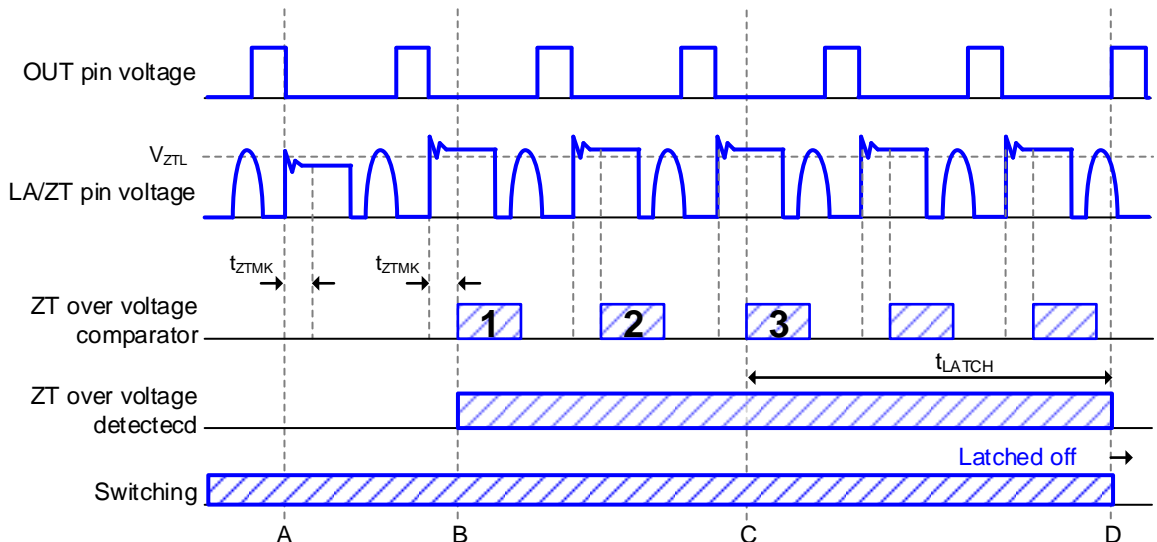 OUT pin voltage
VZTL
LA/ZT pin voltage
tZTMK
tZTMK
ZT over voltage
comparator
1
2
3
tLATCH
ZT over voltage
detectecd
Latched off
Switching
A
B
C
D